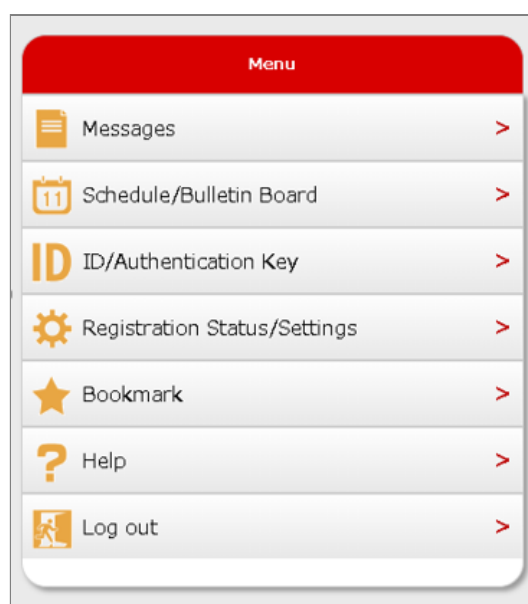 Menu
Messages >
11 Schedule/Bulletin Board >
ID ID/Authentication Key >
Registration Status/Settings >
Bookmark >
? Help >
Log out >